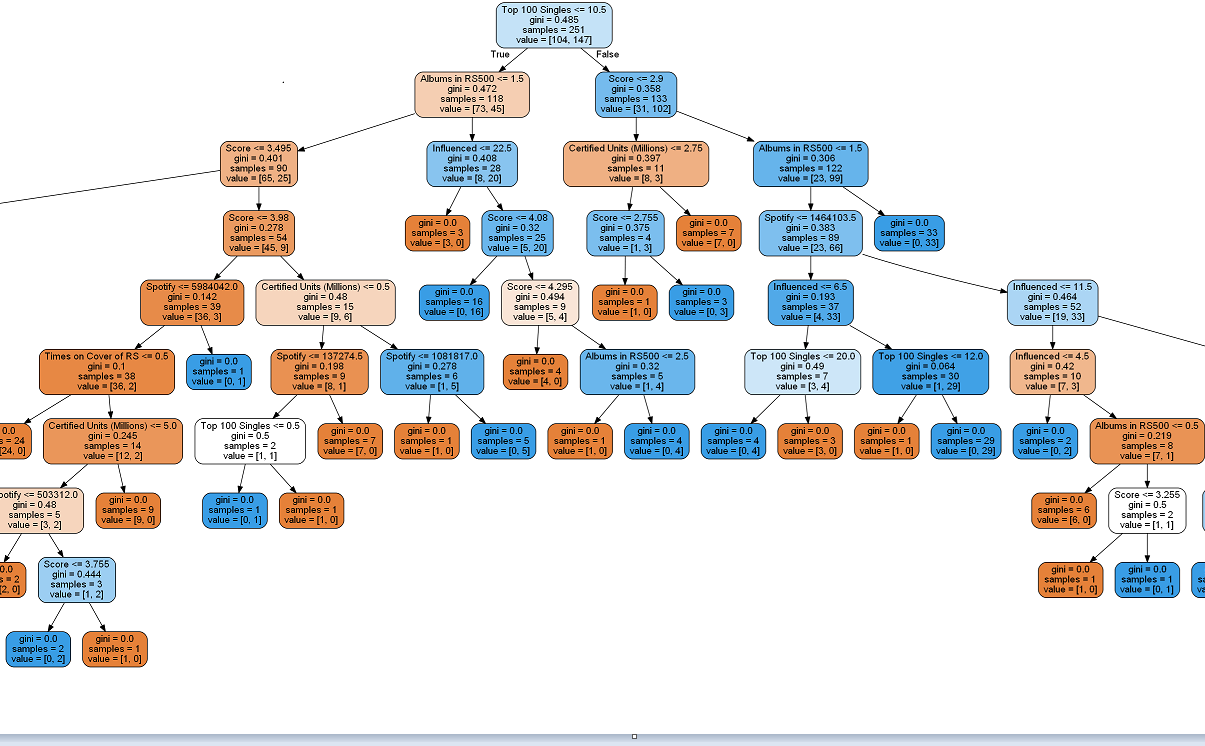 Top 100 Singles <= 10.5
gini = 0.485
samples = 251
value = [104, 147]
True
False
Albums in RS500 <= 1.5
gini = 0.472
samples = 118
value = [73, 45]
Score <= 2.9
gini = 0.358
samples = 133
value = [31, 102]
Score <= 3.495
gini = 0.401
samples = 90
value = [65, 25]
Influenced <= 22.5
gini = 0.408
samples = 28
value = [8, 20]
Certified Units (Millions) <= 2.75
gini = 0.397
samples = 11
value = [8, 3]
Albums in RS500 <= 1.5
gini = 0.306
samples = 122
value = [23, 99]
Score <= 3.98
gini = 0.278
samples = 54
value = [45, 9]
gini = 0.0
samples = 3
value = [3, 0]
Score <= 4.08
gini = 0.32
samples = 25
value = [5, 20]
Score <= 2.755
gini = 0.375
samples = 4
value = [1, 3]
gini = 0.0
samples = 7
value = [7, 0]
Spotify <= 1464103.5
gini = 0.383
samples = 89
value = [23, 66]
gini = 0.0
samples = 33
value = [0, 33]
Spotify <= 5984042.0
gini = 0.142
samples = 39
value = [36, 3]
Certified Units (Millions) <= 0.5
gini = 0.48
samples = 15
value = [9, 6]
gini = 0.0
samples = 16
value = [0, 16]
Score <= 4.295
gini = 0.494
samples = 9
value = [5, 4]
gini = 0.0
samples = 1
value = [1, 0]
gini = 0.0
samples = 3
value = [0, 3]
Influenced <= 6.5
gini = 0.193
samples = 37
value = [4, 33]
Influenced <= 11.5
gini = 0.464
samples = 52
value = [19, 33]
Times on Cover of RS <= 0.5
gini = 0.1
samples = 38
value = [36, 2]
gini = 0.0
samples = 1
value = [0, 1]
Spotify <= 137274.5
gini = 0.198
samples = 9
value = [8, 1]
Spotify <= 1081817.0
gini = 0.278
samples = 6
value = [1, 5]
gini = 0.0
samples = 4
value = [4, 0]
Albums in RS500 <= 2.5
gini = 0.32
samples = 5
value = [1, 4]
Top 100 Singles <= 20.0
gini = 0.49
samples = 7
value = [3, 4]
Top 100 Singles <= 12.0
gini = 0.064
samples = 30
value = [1, 29]
Influenced <= 4.5
gini = 0.42
samples = 10
value = [7, 3]
0.0
s = 24
[24, 0]
Certified Units (Millions) <= 5.0
gini = 0.245
samples = 14
value = [12, 2]
Top 100 Singles <= 0.5
gini = 0.5
samples = 2
value = [1, 1]
gini = 0.0
samples = 7
value = [7, 0]
gini = 0.0
samples = 1
value = [1, 0]
gini = 0.0
samples = 5
value = [0, 5]
gini = 0.0
samples = 1
value = [1, 0]
gini = 0.0
samples = 4
value = [0, 4]
gini = 0.0
samples = 4
value = [0, 4]
gini = 0.0
samples = 3
value = [3, 0]
gini = 0.0
samples = 1
value = [1, 0]
gini = 0.0
samples = 29
value = [0, 29]
gini = 0.0
samples = 2
value = [0, 2]
Albums in RS500 <= 0.5
gini = 0.219
samples = 8
value = [7, 1]
potify <= 503312.0
gini = 0.48
samples = 5
value = [3, 2]
gini = 0.0
samples = 9
value = [9, 0]
gini = 0.0
samples = 1
value = [0, 1]
gini = 0.0
samples = 1
value = [1, 0]
gini = 0.0
samples = 6
value = [6, 0]
Score <= 3.255
gini = 0.5
samples = 2
value = [1, 1]
0.0
s = 2
[2, 0]
Score <= 3.755
gini = 0.444
samples = 3
value = [1, 2]
gini = 0.0
samples = 1
value = [1, 0]
gini = 0.0
samples = 1
value = [0, 1]
gini = 0.0
samples = 2
value = [0, 2]
gini = 0.0
samples = 1
value = [1, 0]